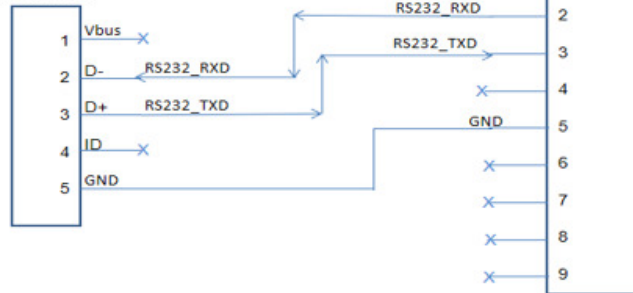 1 Vbus
2 D- RS232_RXD
3 D+ RS232_TXD
4 ID
5 GND
RS232_RXD 2
RS232_TXD 3
4
GND 5
6
7
8
9